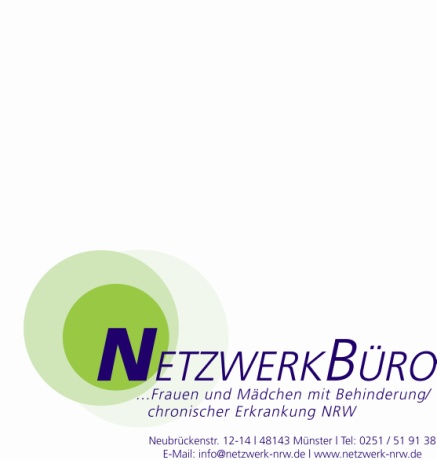 NETZWERKBÜRO
...Frauen und Mädchen mit Behinderung/
chronischer Erkrankung NRW
Neubrückenstr. 12-14 l 48143 Münster l Tel: 0251 / 51 91 38
E-Mail: info@netzwerk-nrw.de l www.netzwerk-nrw.de